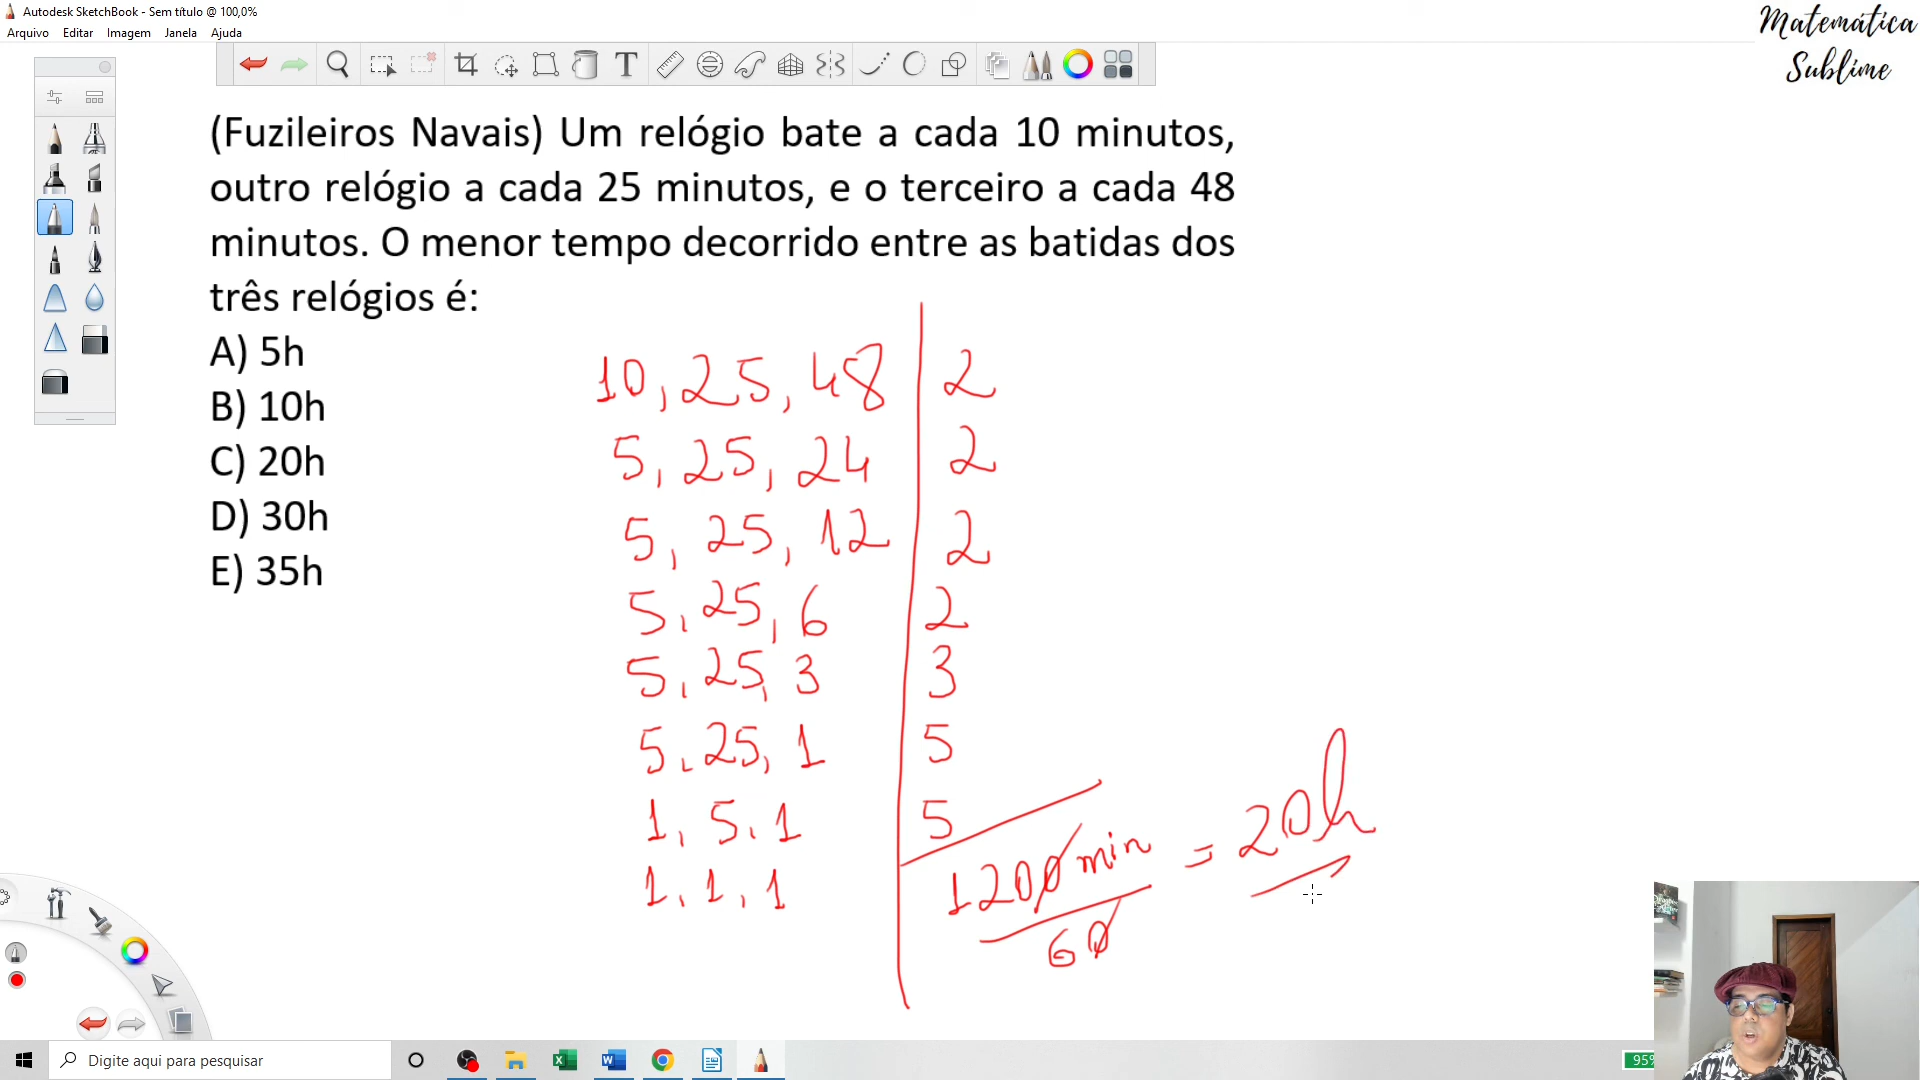 Autodesk SketchBook - Sem título @ 100,0%
Arquivo Editar Imagem Janela Ajuda
Matemática
Sublime
T
(Fuzileiros Navais) Um relógio bate a cada 10 minutos,
outro relógio a cada 25 minutos, e o terceiro a cada 48
minutos. O menor tempo decorrido entre as batidas dos
três relógios é:
A) 5h
B) 10h
C) 20h
D) 30h
E) 35h
10, 25, 48 2
5, 25, 24 2
5, 25, 12 2
5, 25, 6 2
5, 25, 3 3
5, 25, 1 5
1, 5, 1 5
1, 1, 1 1200 min = 20h
60
Digite aqui para pesquisar
95%